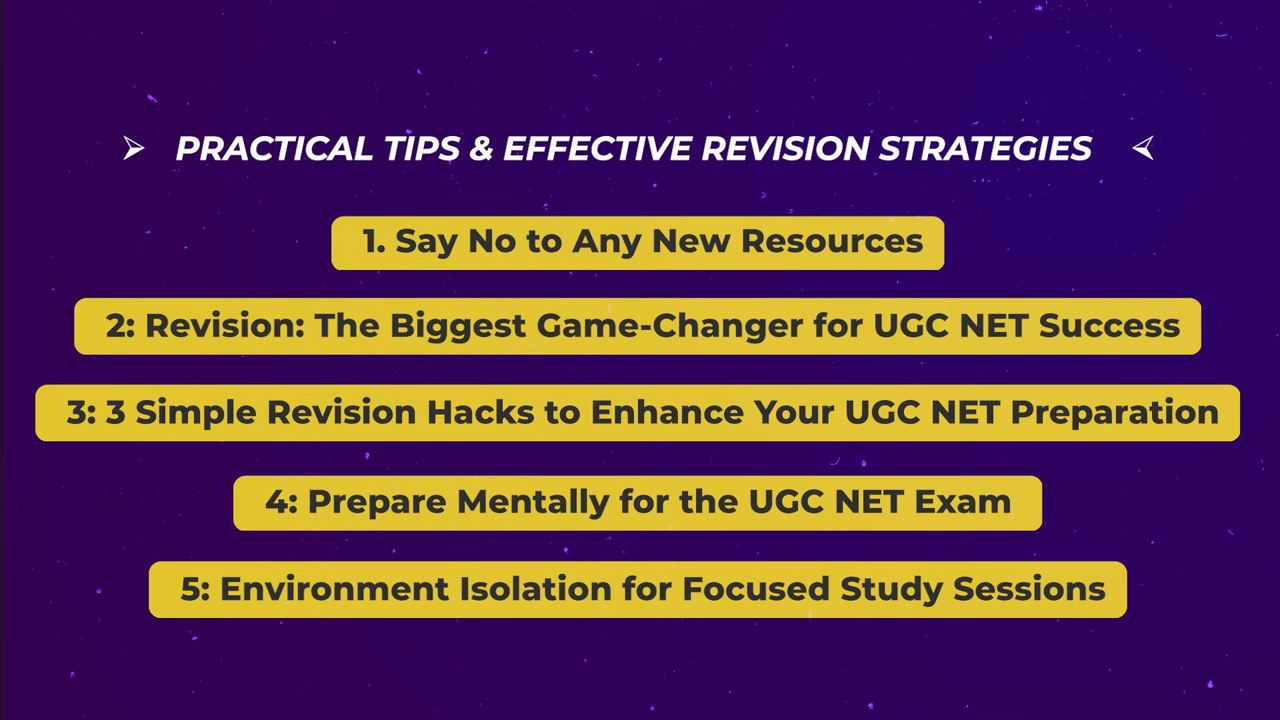 ➢ PRACTICAL TIPS & EFFECTIVE REVISION STRATEGIES
1. Say No to Any New Resources
2: Revision: The Biggest Game-Changer for UGC NET Success
3: 3 Simple Revision Hacks to Enhance Your UGC NET Preparation
4: Prepare Mentally for the UGC NET Exam
5: Environment Isolation for Focused Study Sessions